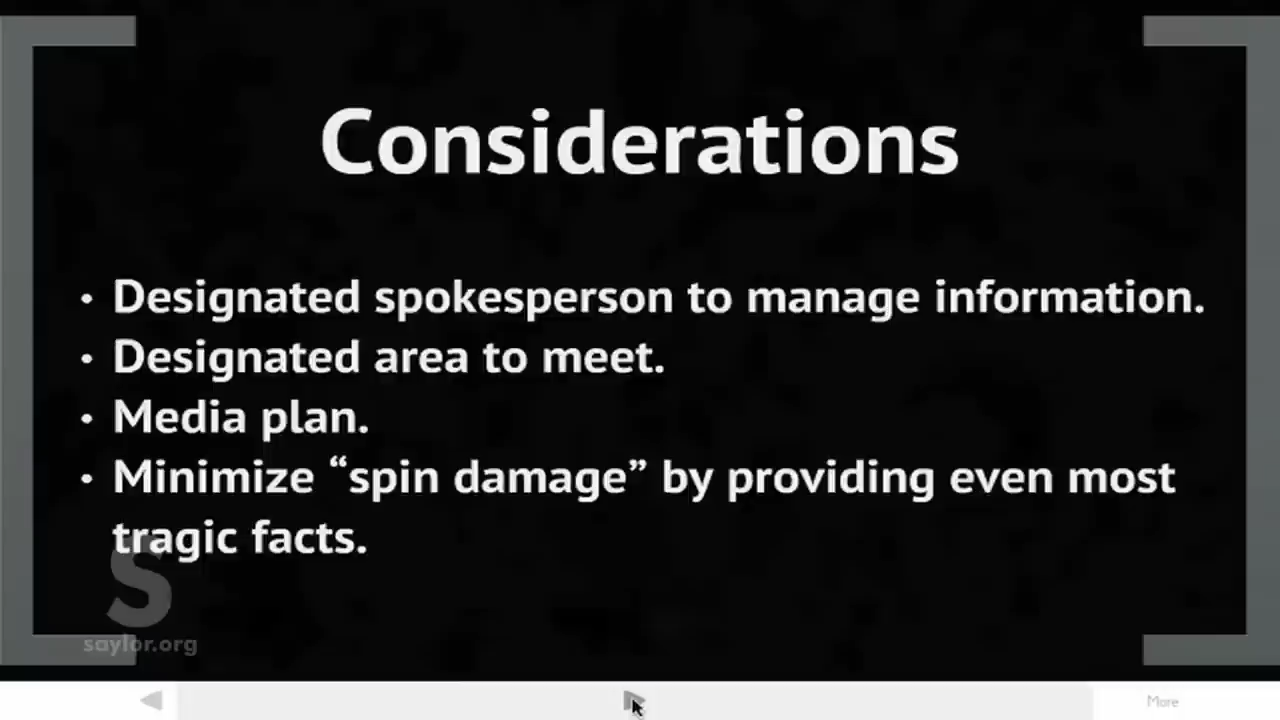 Considerations
• Designated spokesperson to manage information.
• Designated area to meet.
• Media plan.
• Minimize “spin damage” by providing even most
tragic facts.
S
saylor.org
More